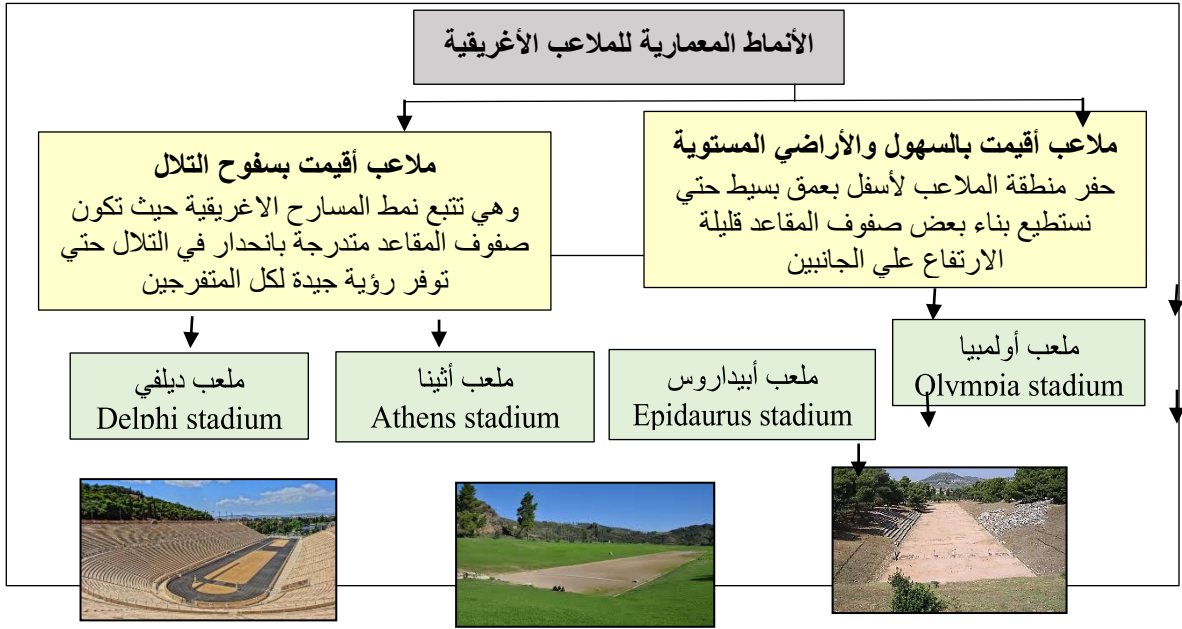 الأنماط المعمارية للملاعب الأغريقية
ملاعب أقيمت بالسهول والأراضي المستوية
حفر منطقة الملاعب لأسفل بعمق بسيط حتي
نستطيع بناء بعض صفوف المقاعد قليلة
الارتفاع علي الجانبين
ملاعب أقيمت بسفوح التلال
وهي تتبع نمط المسارح الاغريقية حيث تكون
صفوف المقاعد متدرجة بانحدار في التلال حتي
توفر رؤية جيدة لكل المتفرجين
ملعب أولمبيا
Olympia stadium
ملعب أبيداروس
Epidaurus stadium
ملعب أثينا
Athens stadium
ملعب ديلفي
Delphi stadium